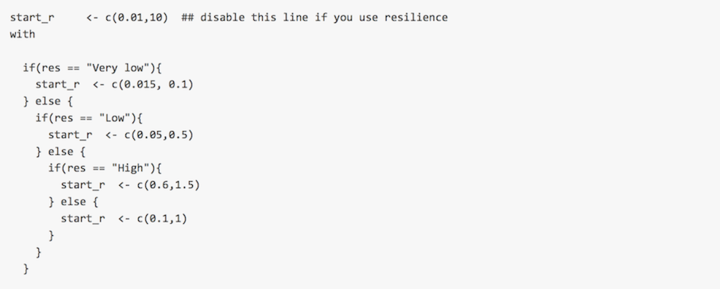 start_r     <- c(0.01,10)  ## disable this line if you use resilience
with

  if(res == "Very low"){
    start_r  <- c(0.015, 0.1)
  } else {
    if(res == "Low"){
      start_r  <- c(0.05,0.5)
    } else {
      if(res == "High"){
        start_r  <- c(0.6,1.5)
      } else {
        start_r  <- c(0.1,1)
      }
    }
  }